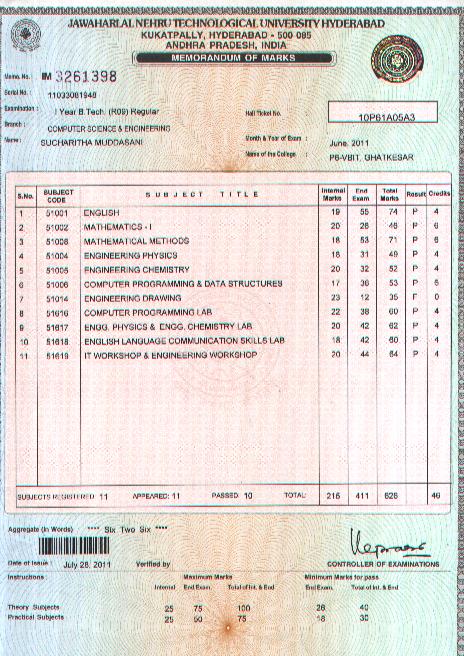 JAWAHARLAL NEHRU TECHNOLOGICAL UNIVERSITY HYDERABAD
KUKATPALLY, HYDERABAD - 500 085
ANDHRA PRADESH, INDIA
MEMORANDUM OF MARKS
Memo. No. : IM 3261398
Serial No. : 11033081948
Examination : I Year B.Tech. (R09) Regular
Hall Ticket No. 10P61A05A3
Branch : COMPUTER SCIENCE & ENGINEERING
Month & Year of Exam : June, 2011
Name : SUCHARITHA MUDDASANI
Name of the College : P6-VBIT, GHATKESAR
S.No. SUBJECT CODE SUBJECT TITLE Internal Marks End Exam Total Marks Result Credits
1 51001 ENGLISH 19 55 74 P 4
2 51002 MATHEMATICS - I 20 26 46 P 6
3 51003 MATHEMATICAL METHODS 18 53 71 P 6
4 51004 ENGINEERING PHYSICS 18 31 49 P 4
5 51005 ENGINEERING CHEMISTRY 20 32 52 P 4
6 51006 COMPUTER PROGRAMMING & DATA STRUCTURES 17 36 53 P 6
7 51014 ENGINEERING DRAWING 23 12 35 F 0
8 51616 COMPUTER PROGRAMMING LAB 22 38 60 P 4
9 51617 ENGG. PHYSICS & ENGG. CHEMISTRY LAB 20 42 62 P 4
10 51618 ENGLISH LANGUAGE COMMUNICATION SKILLS LAB 18 42 60 P 4
11 51619 IT WORKSHOP & ENGINEERING WORKSHOP 20 44 64 P 4
SUBJECTS REGISTERED 11 APPEARED: 11 PASSED 10 TOTAL: 215 411 626 46
Aggregate (in Words) **** Six Two Six ****
Date of Issue : July 28, 2011 Verified by CONTROLLER OF EXAMINATIONS
Instructions : Maximum Marks Minimum Marks for pass
Internal End Exam. Total of Int. & End End Exam. Total of Int. & End
Theory Subjects 25 75 100 26 40
Practical Subjects 25 50 75 18 30